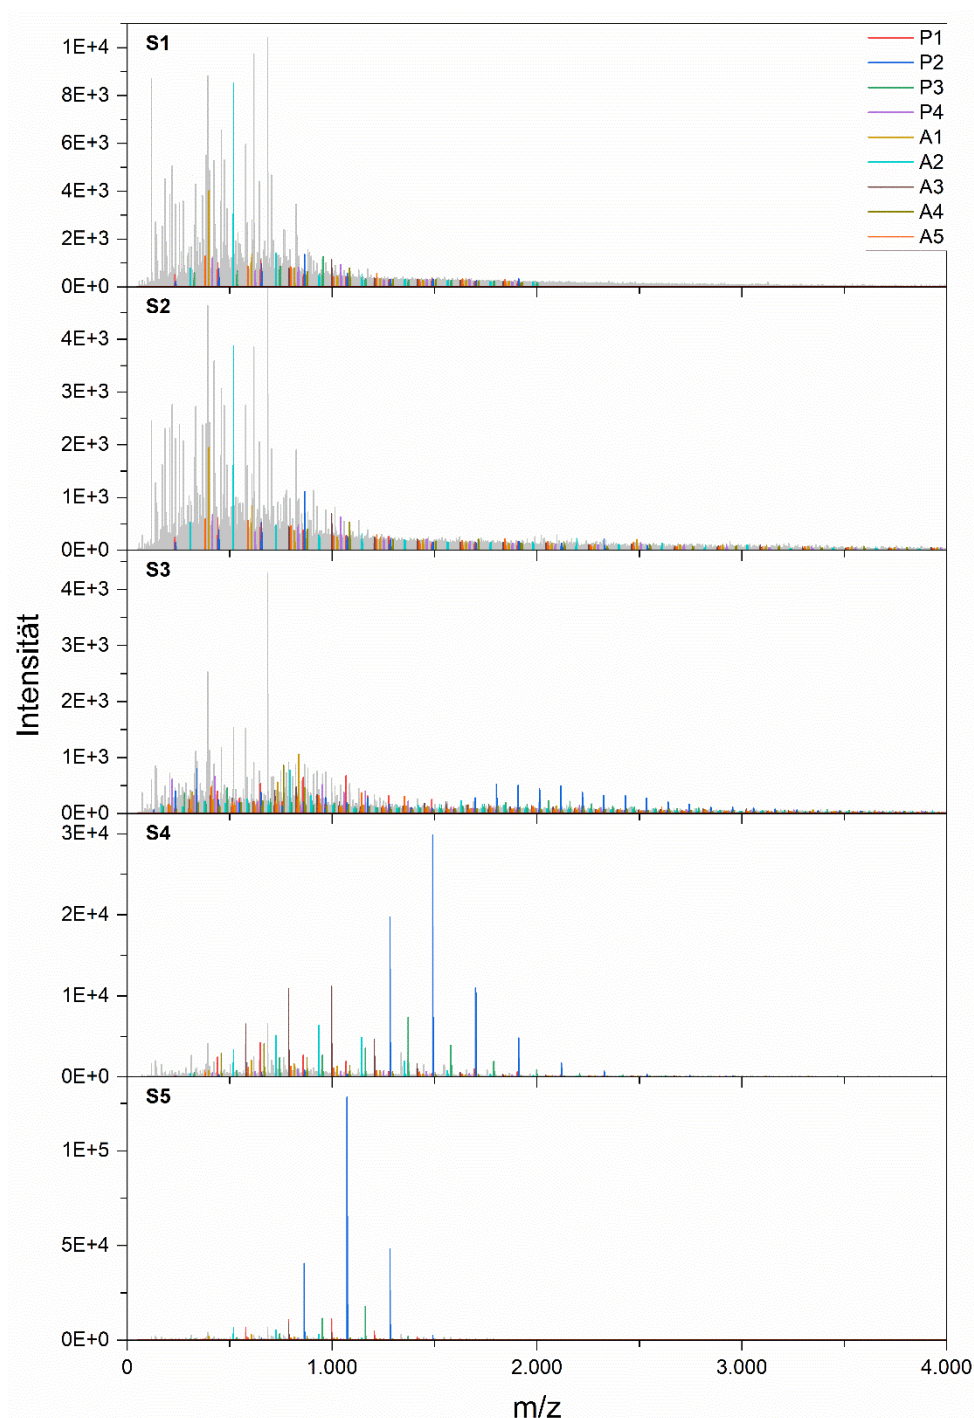 S1
1E+4
8E+3
6E+3
4E+3
2E+3
0E+0
P1
P2
P3
P4
A1
A2
A3
A4
A5
S2
4E+3
3E+3
2E+3
1E+3
0E+0
S3
4E+3
3E+3
2E+3
1E+3
0E+0
Intensität
S4
3E+4
2E+4
1E+4
0E+0
S5
1E+5
5E+4
0E+0
0 1.000 2.000 3.000 4.000
m/z